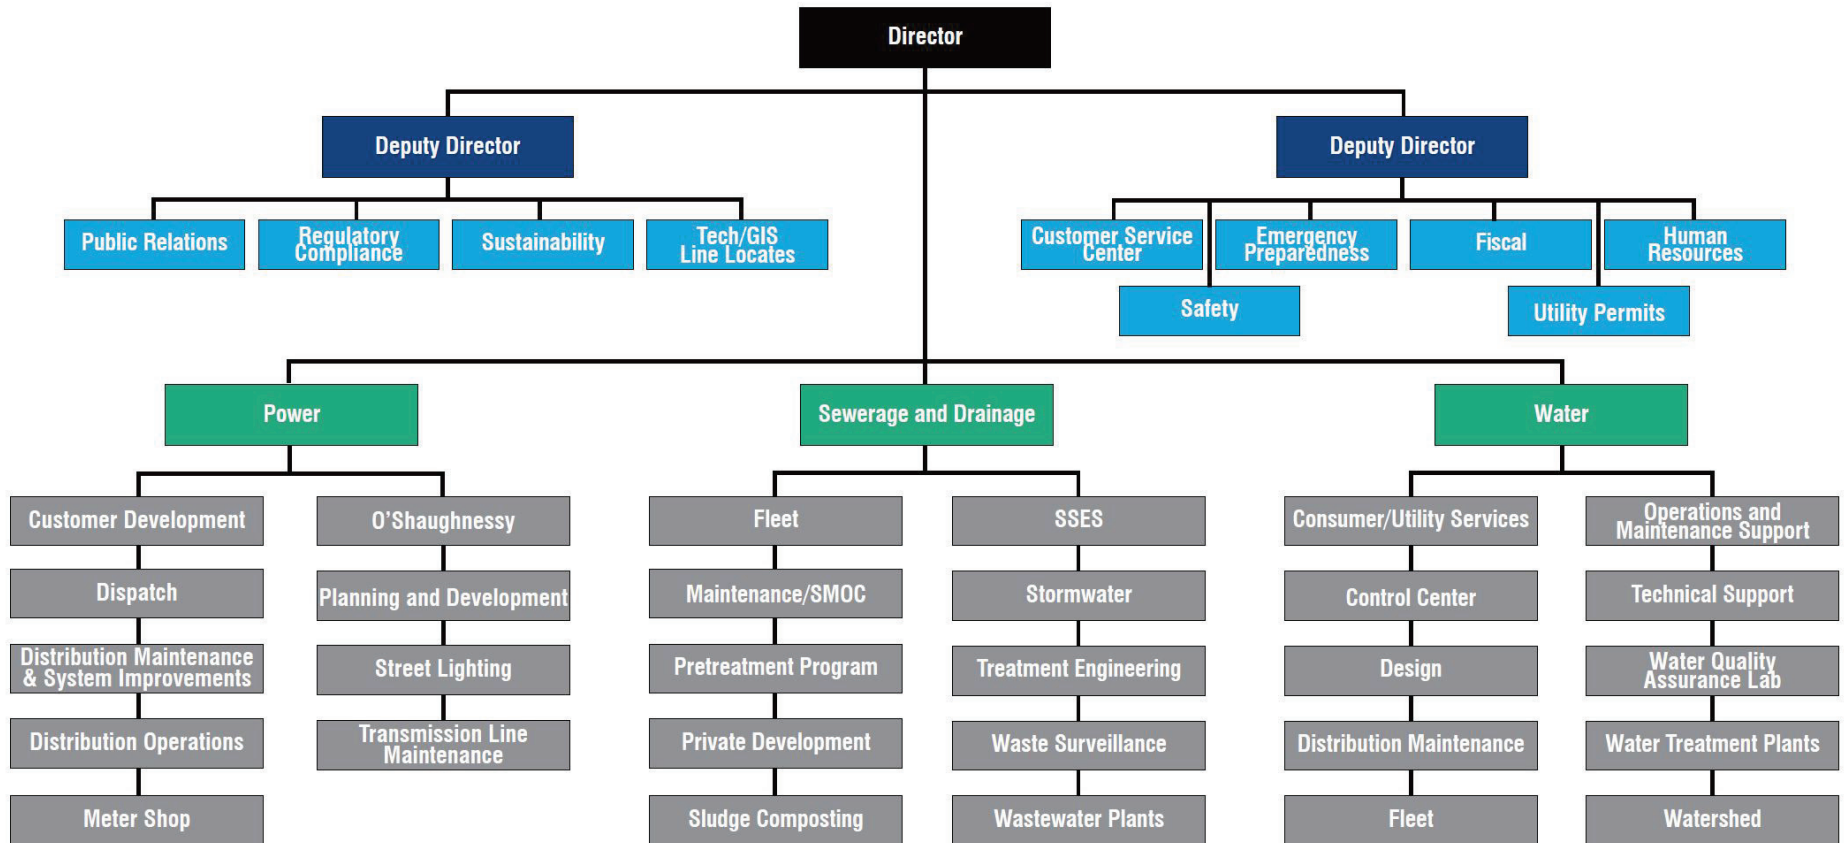 Director
Deputy Director
Deputy Director
Public Relations
Regulatory
Compliance
Sustainability
Tech/GIS
Line Locates
Customer Service
Center
Emergency
Preparedness
Fiscal
Human
Resources
Safety
Utility Permits
Power
Sewerage and Drainage
Water
Customer Development
Dispatch
Distribution Maintenance
& System Improvements
Distribution Operations
Meter Shop
O'Shaughnessy
Planning and Development
Street Lighting
Transmission Line
Maintenance
Fleet
Maintenance/SMOC
Pretreatment Program
Private Development
Sludge Composting
SSES
Stormwater
Treatment Engineering
Waste Surveillance
Wastewater Plants
Consumer/Utility Services
Control Center
Design
Distribution Maintenance
Fleet
Operations and
Maintenance Support
Technical Support
Water Quality
Assurance Lab
Water Treatment Plants
Watershed